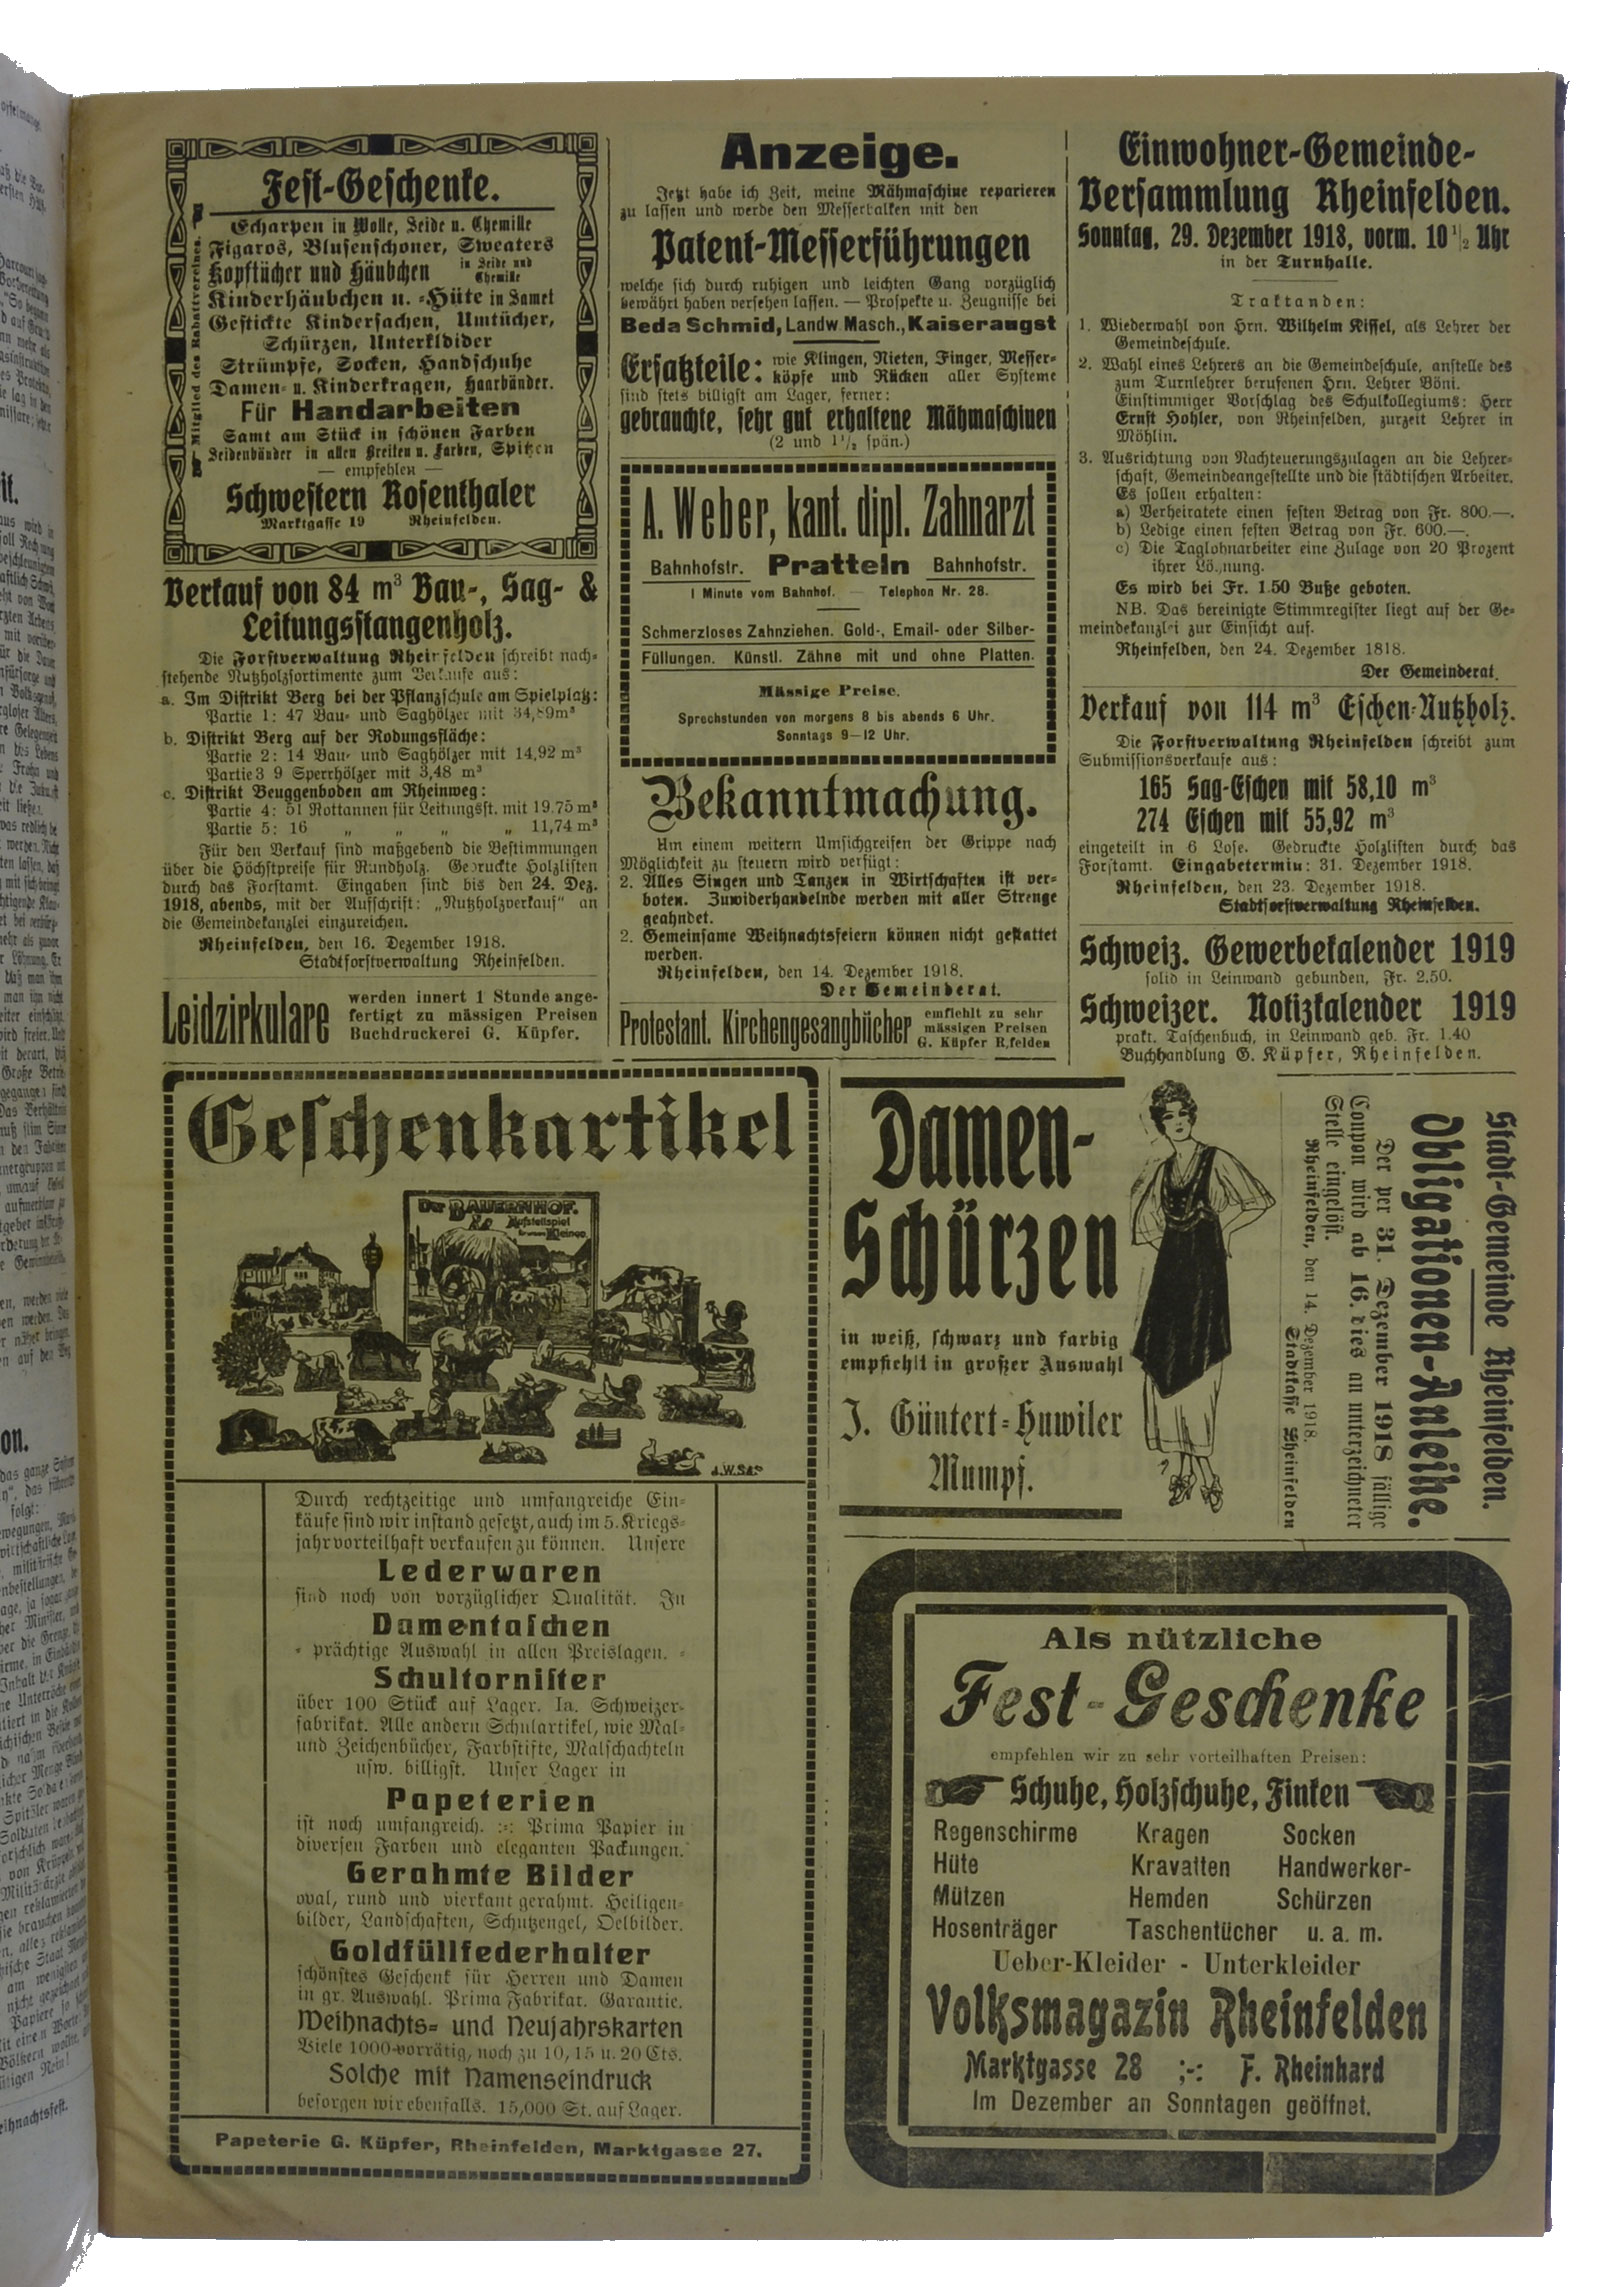 Fest-Geschenke.
Echarpen in Wolle, Seide u. Chemille
Figaros, Blusenschoner, Sweaters
Kopftücher und Häubchen in Seide und Chemille
Kinderhäubchen u. -Hüte in Samet
Gestickte Kindersachen, Umtücher,
Schürzen, Unterkldider
Strümpfe, Socken, Handschuhe
Damen- u. Kinderkragen, Haarbänder.
Für Handarbeiten
Samt am Stück in schönen Farben
Seidenbänder in allen Breiten u. Farben, Spitzen
— empfehlen —
Schwestern Rosenthaler
Marktgasse 19 Rheinfelden.
Mitglied des Rabattvereines.
Verkauf von 84 m³ Bau-, Sag- &
Leitungsstangenholz.
Die Forstverwaltung Rheinfelden schreibt nach-
stehende Nutzholzsortimente zum Verkaufe aus:
a. Im Distrikt Berg bei der Pflanzschule am Spielplatz:
Partie 1: 47 Bau- und Saghölzer mit 34,89m³
b. Distrikt Berg auf der Rodungsfläche:
Partie 2: 14 Bau- und Saghölzer mit 14,92 m³
Partie 3 9 Sperrhölzer mit 3,48 m³
c. Distrikt Beuggenboden am Rheinweg:
Partie 4: 51 Rottannen für Leitungsst. mit 19.75 m³
Partie 5: 16 „ „ „ „ 11,74 m³
Für den Verkauf sind maßgebend die Bestimmungen
über die Höchstpreise für Rundholz. Gedruckte Holzlisten
durch das Forstamt. Eingaben sind bis den 24. Dez.
1918, abends, mit der Aufschrift: „Nutzholzverkauf“ an
die Gemeindekanzlei einzureichen.
Rheinfelden, den 16. Dezember 1918.
Stadtforstverwaltung Rheinfelden.
Leidzirkulare werden innert 1 Stunde ange-
fertigt zu mässigen Preisen
Buchdruckerei G. Küpfer.
Anzeige.
Jetzt habe ich Zeit, meine Mähmaschine reparieren
zu lassen und werde den Messerbalken mit den
Patent-Messerführungen
welche sich durch ruhigen und leichten Gang vorzüglich
bewährt haben versehen lassen. — Prospekte u. Zeugnisse bei
Beda Schmid, Landw. Masch., Kaiseraugst
Ersatzteile: wie Klingen, Nieten, Finger, Messer-
köpfe und Rücken aller Systeme
sind stets billigst am Lager, ferner:
gebrauchte, sehr gut erhaltene Mähmaschinen
(2 und 1½ spän.)
A. Weber, kant. dipl. Zahnarzt
Bahnhofstr. Pratteln Bahnhofstr.
1 Minute vom Bahnhof. — Telephon Nr. 28.
Schmerzloses Zahnziehen. Gold-, Email- oder Silber-
Füllungen. Künstl. Zähne mit und ohne Platten.
Mässige Preise.
Sprechstunden von morgens 8 bis abends 6 Uhr.
Sonntags 9—12 Uhr.
Bekanntmachung.
Um einem weitern Umsichgreifen der Grippe nach
Möglichkeit zu steuern wird verfügt:
2. Alles Singen und Tanzen in Wirtschaften ist ver-
boten. Zuwiderhandelnde werden mit aller Strenge
geahndet.
2. Gemeinsame Weihnachtsfeiern können nicht gestattet
werden.
Rheinfelden, den 14. Dezember 1918.
Der Gemeinderat.
Protestant. Kirchengesangbücher empfiehlt zu sehr
mässigen Preisen
G. Küpfer R.felden
Einwohner-Gemeinde-
Versammlung Rheinfelden.
Sonntag, 29. Dezember 1918, vorm. 10½ Uhr
in der Turnhalle.
Traktanden:
1. Wiederwahl von Hrn. Wilhelm Kiffel, als Lehrer der
Gemeindeschule.
2. Wahl eines Lehrers an die Gemeindeschule, anstelle des
zum Turnlehrer berufenen Hrn. Lehrer Böni.
Einstimmiger Vorschlag des Schulkollegiums: Herr
Ernst Hohler, von Rheinfelden, zurzeit Lehrer in
Möhlin.
3. Ausrichtung von Nachteuerungszulagen an die Lehrer-
schaft, Gemeindeangestellte und die städtischen Arbeiter.
Es sollen erhalten:
a) Verheiratete einen festen Betrag von Fr. 800.—.
b) Ledige einen festen Betrag von Fr. 600.—.
c) Die Taglohnarbeiter eine Zulage von 20 Prozent
ihrer Löhnung.
Es wird bei Fr. 1.50 Buße geboten.
NB. Das bereinigte Stimmregister liegt auf der Ge-
meindekanzlei zur Einsicht auf.
Rheinfelden, den 24. Dezember 1818.
Der Gemeinderat.
Verkauf von 114 m³ Eschen-Nutzholz.
Die Forstverwaltung Rheinfelden schreibt zum
Submissionsverkaufe aus:
165 Sag-Eschen mit 58,10 m³
274 Eschen mit 55,92 m³
eingeteilt in 6 Lose. Gedruckte Holzlisten durch das
Forstamt. Eingabetermin: 31. Dezember 1918.
Rheinfelden, den 23. Dezember 1918.
Stadtforstverwaltung Rheinfelden.
Schweiz. Gewerbekalender 1919
solid in Leinwand gebunden, Fr. 2.50.
Schweizer. Notizkalender 1919
prakt. Taschenbuch, in Leinwand geb. Fr. 1.40
Buchhandlung G. Küpfer, Rheinfelden.
Geschenkartikel
Der BAUERNHOF.
Aufstellspiel
für unsere Kleinen
J.W.S.
Durch rechtzeitige und umfangreiche Ein-
käufe sind wir instand gesetzt, auch im 5. Kriegs-
jahr vorteilhaft verkaufen zu können. Unsere
Lederwaren
sind noch von vorzüglicher Qualität. In
Damentaschen
prächtige Auswahl in allen Preislagen.
Schultornister
über 100 Stück auf Lager. Ia. Schweizer-
fabrikat. Alle andern Schulartikel, wie Mal-
und Zeichenbücher, Farbstifte, Malschachteln
usw. billigst. Unser Lager in
Papeterien
ist noch umfangreich. :-: Prima Papier in
diversen Farben und eleganten Packungen.
Gerahmte Bilder
oval, rund und vierkant gerahmt. Heiligen-
bilder, Landschaften, Schutzengel, Oelbilder.
Goldfüllfederhalter
schönstes Geschenk für Herren und Damen
in gr. Auswahl. Prima Fabrikat. Garantie.
Weihnachts- und Neujahrskarten
Viele 1000 vorrätig, noch zu 10, 15 u. 20 Cts.
Solche mit Namenseindruck
besorgen wir ebenfalls. 15,000 St. auf Lager.
Papeterie G. Küpfer, Rheinfelden, Marktgasse 27.
Damen-
Schürzen
in weiß, schwarz und farbig
empfiehlt in großer Auswahl
J. Güntert-Huwiler
Mumpf.
Stadt-Gemeinde Rheinfelden.
Obligationen-Anleihe.
Der per 31. Dezember 1918 fällige
Coupon wird ab 16. dies an unterzeichneter
Stelle eingelöst.
Rheinfelden, den 14. Dezember 1918.
Stadtkasse Rheinfelden
Als nützliche
Fest-Geschenke
empfehlen wir zu sehr vorteilhaften Preisen:
Schuhe, Holzschuhe, Finken
Regenschirme Kragen Socken
Hüte Kravatten Handwerker-
Mützen Hemden Schürzen
Hosenträger Taschentücher u. a. m.
Ueber-Kleider - Unterkleider
Volksmagazin Rheinfelden
Marktgasse 28 ;-: F. Rheinhard
Im Dezember an Sonntagen geöffnet.